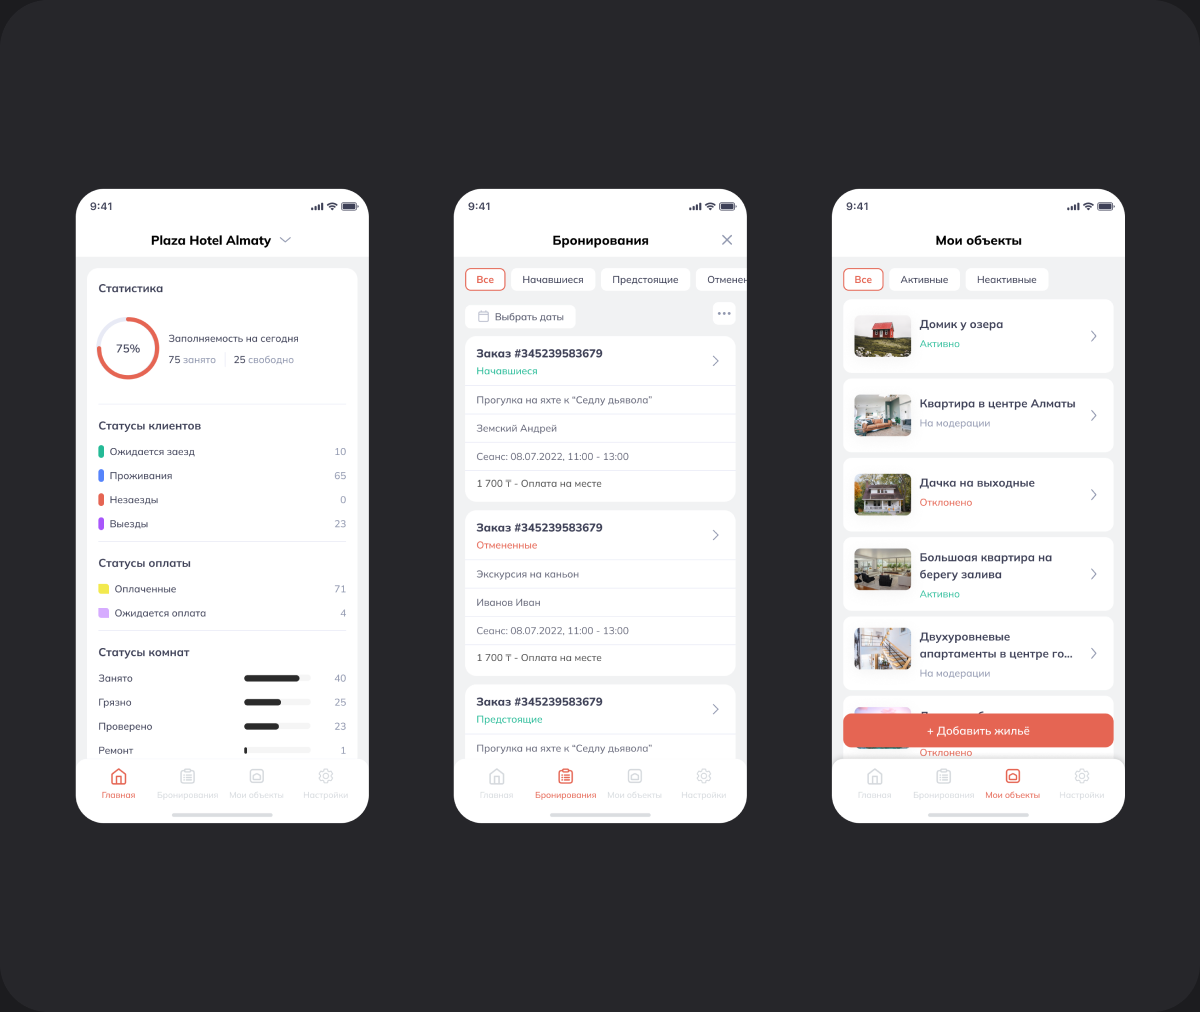 9:41
Plaza Hotel Almaty
Статистика
75%
Заполняемость на сегодня
75 занято
25 свободно
Статусы клиентов
Ожидается заезд 10
Проживания 65
Незаезды 0
Выезды 23
Статусы оплаты
Оплаченные 71
Ожидается оплата 4
Статусы комнат
Занято 40
Грязно 25
Проверено 23
Ремонт 1
Главная Бронирования Мои объекты Настройки
9:41
Бронирования
Все Начавшиеся Предстоящие Отменен
Выбрать даты
Заказ #345239583679
Начавшиеся
Прогулка на яхте к “Седлу дьявола”
Земский Андрей
Сеанс: 08.07.2022, 11:00 - 13:00
1 700 ₸ - Оплата на месте
Заказ #345239583679
Отмененные
Экскурсия на каньон
Иванов Иван
Сеанс: 08.07.2022, 11:00 - 13:00
1 700 ₸ - Оплата на месте
Заказ #345239583679
Предстоящие
Прогулка на яхте к “Седлу дьявола”
Главная Бронирования Мои объекты Настройки
9:41
Мои объекты
Все Активные Неактивные
Домик у озера
Активно
Квартира в центре Алматы
На модерации
Дачка на выходные
Отклонено
Большоая квартира на
берегу залива
Активно
Двухуровневые
апартаменты в центре го...
На модерации
+ Добавить жильё
Отклонено
Главная Бронирования Мои объекты Настройки